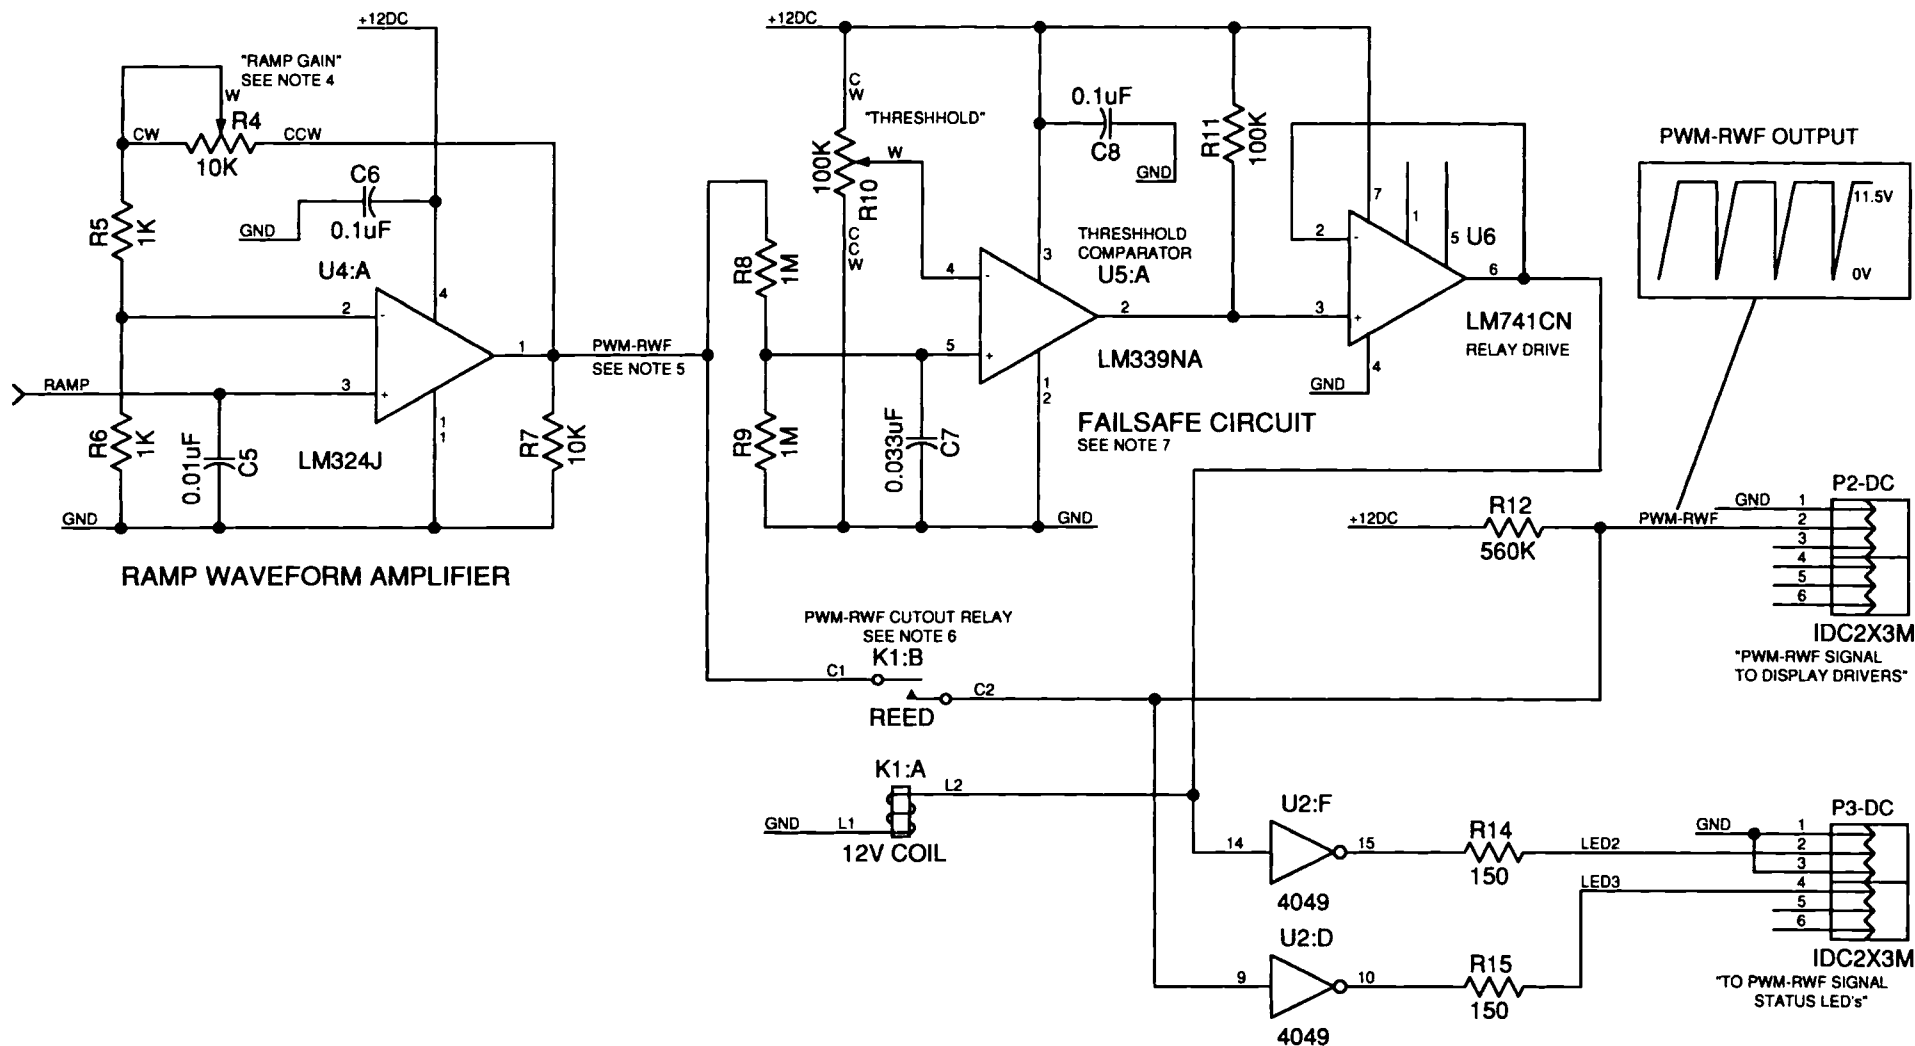 +12DC
"RAMP GAIN"
SEE NOTE 4
W
R4
CW
CCW
10K
C6
GND
0.1uF
R5
1K
U4:A
4
2
-
1
RAMP
3
+
1
1
R6
1K
0.01uF
C5
LM324J
R7
10K
GND
RAMP WAVEFORM AMPLIFIER
PWM-RWF
SEE NOTE 5
+12DC
C
W
"THRESHHOLD"
100K
R10
W
C
C
W
0.1uF
C8
GND
R11
100K
R8
1M
THRESHHOLD
COMPARATOR
U5:A
3
4
-
2
5
+
1
2
LM339NA
R9
1M
0.033uF
C7
GND
FAILSAFE CIRCUIT
SEE NOTE 7
7
1
5
U6
2
-
6
3
+
4
GND
LM741CN
RELAY DRIVE
PWM-RWF OUTPUT
11.5V
0V
+12DC
R12
560K
PWM-RWF
GND
P2-DC
1
2
3
4
5
6
IDC2X3M
"PWM-RWF SIGNAL
TO DISPLAY DRIVERS"
PWM-RWF CUTOUT RELAY
SEE NOTE 6
K1:B
C1
C2
REED
K1:A
L2
GND
L1
12V COIL
U2:F
14
15
4049
R14
150
LED2
U2:D
9
10
4049
R15
150
LED3
GND
P3-DC
1
2
3
4
5
6
IDC2X3M
"TO PWM-RWF SIGNAL
STATUS LED's"